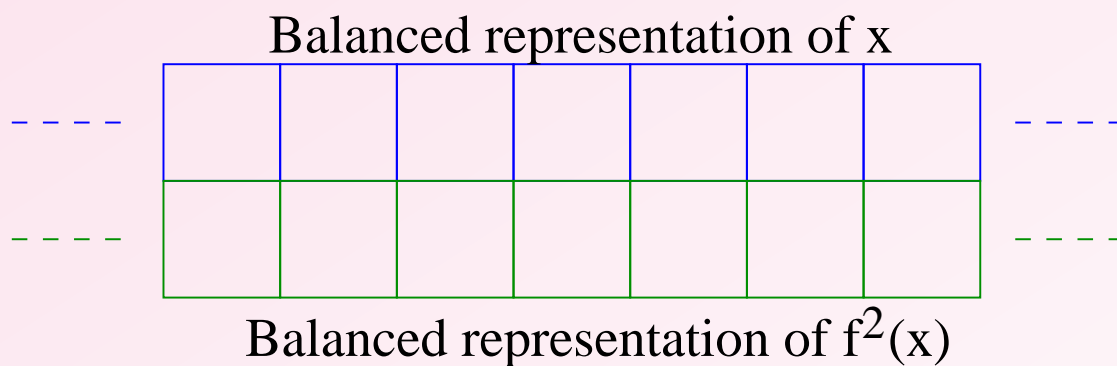 Balanced representation of x
Balanced representation of f²(x)